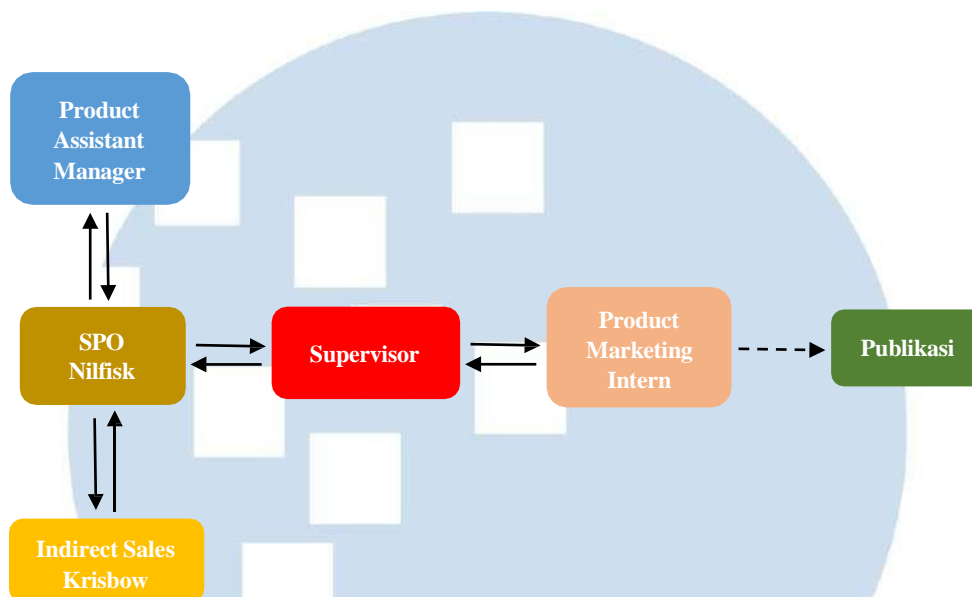 Product
Assistant
Manager
SPO
Nilfisk
Supervisor
Product
Marketing
Intern
Publikasi
Indirect Sales
Krisbow